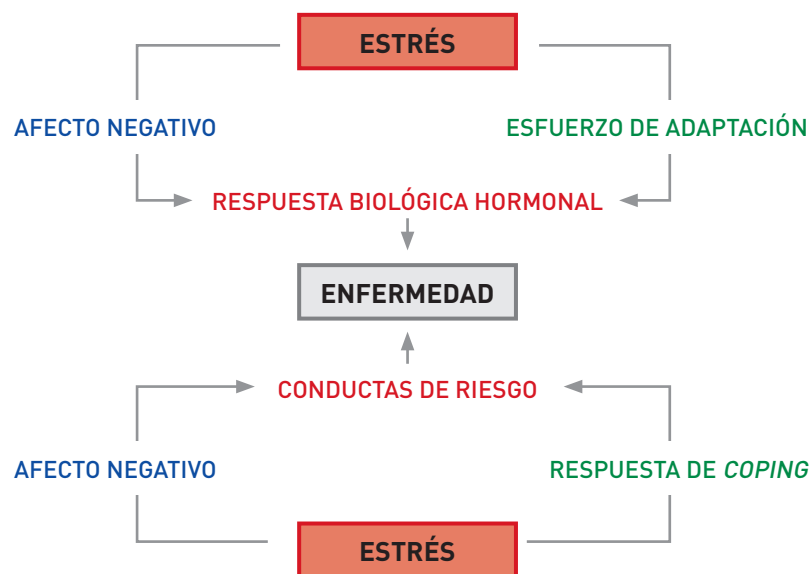 ESTRÉS
AFECTO NEGATIVO
ESFUERZO DE ADAPTACIÓN
RESPUESTA BIOLÓGICA HORMONAL
ENFERMEDAD
CONDUCTAS DE RIESGO
AFECTO NEGATIVO
RESPUESTA DE COPING
ESTRÉS